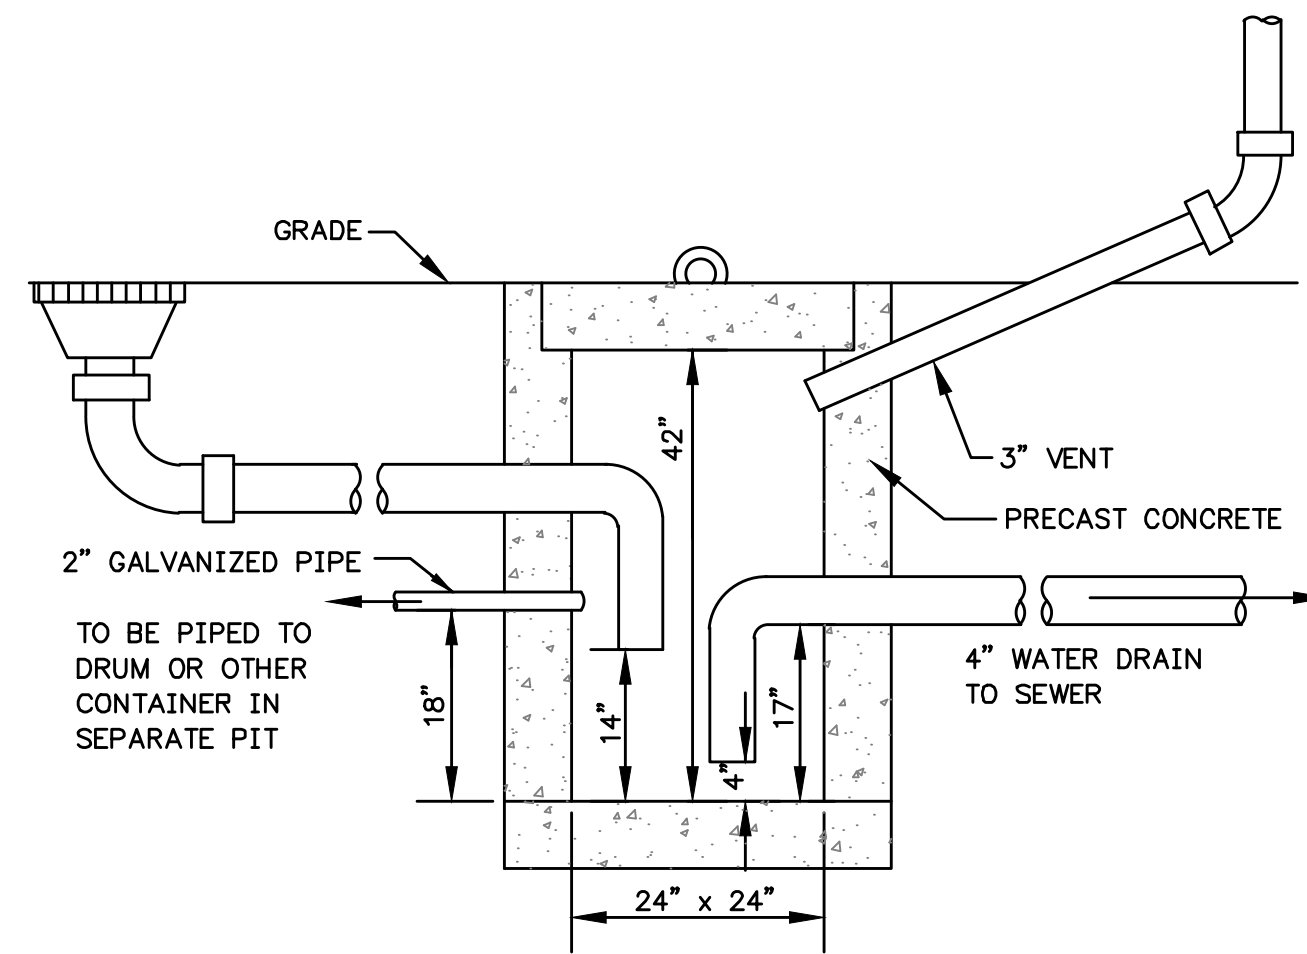 GRADE
42”
3” VENT
PRECAST CONCRETE
2” GALVANIZED PIPE
TO BE PIPED TO
DRUM OR OTHER
CONTAINER IN
SEPARATE PIT
18”
14”
17”
4”
4” WATER DRAIN
TO SEWER
24” x 24”